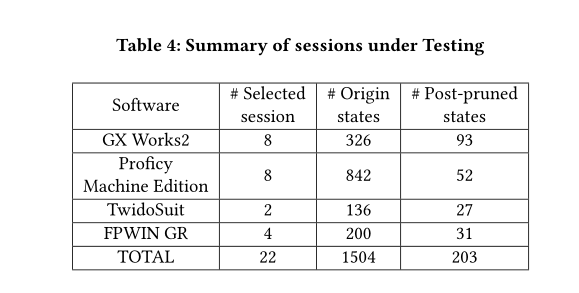 Table 4: Summary of sessions under Testing
Software # Selected session # Origin states # Post-pruned states
GX Works2 8 326 93
Proficy Machine Edition 8 842 52
TwidoSuit 2 136 27
FPWIN GR 4 200 31
TOTAL 22 1504 203